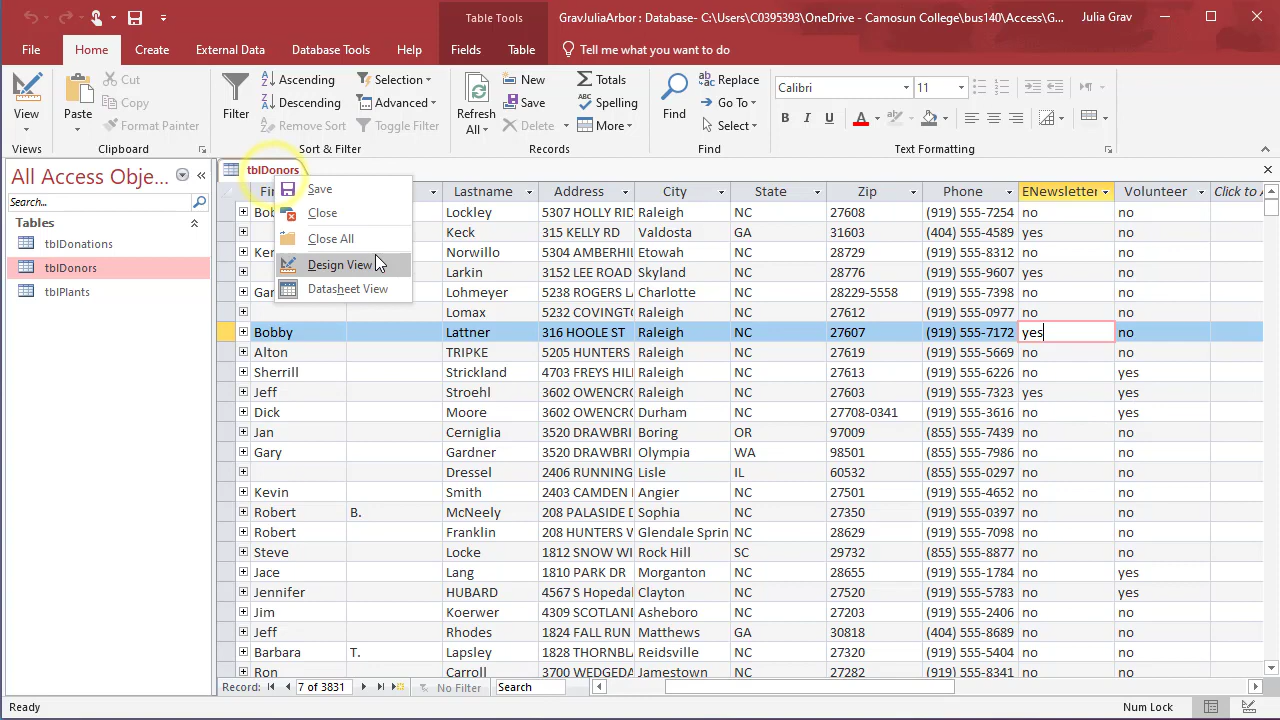 Table Tools
GravJuliaArbor : Database- C:\Users\C0395393\OneDrive - Camosun College\bus140\Access\G...
Julia Grav
File
Home
Create
External Data
Database Tools
Help
Fields
Table
Tell me what you want to do
View
Views
Paste
Cut
Copy
Format Painter
Clipboard
Filter
Ascending
Descending
Remove Sort
Selection
Advanced
Toggle Filter
Sort & Filter
Refresh
All
New
Save
Delete
Totals
Spelling
More
Records
Find
Replace
Go To
Select
Find
Calibri
11
B I U A
Text Formatting
All Access Obje...
Search...
Tables
tblDonations
tblDonors
tblPlants
tblDonors
Save
Close
Close All
Design View
Datasheet View
Lastname Address City State Zip Phone ENewsletter Volunteer Click to A
Lockley 5307 HOLLY RID Raleigh NC 27608 (919) 555-7254 no no
Keck 315 KELLY RD Valdosta GA 31603 (404) 555-4589 yes no
Norwillo 5304 AMBERHI Etowah NC 28729 (919) 555-8312 no no
Larkin 3152 LEE ROAD Skyland NC 28776 (919) 555-9607 yes no
Lohmeyer 5238 ROGERS L Charlotte NC 28229-5558 (919) 555-7398 no no
Lomax 5232 COVINGT Raleigh NC 27612 (919) 555-0977 no no
Bobby Lattner 316 HOOLE ST Raleigh NC 27607 (919) 555-7172 yes no
Alton TRIPKE 5205 HUNTERS Raleigh NC 27619 (919) 555-5669 no no
Sherrill Strickland 4703 FREYS HIL Raleigh NC 27613 (919) 555-6226 no yes
Jeff Stroehl 3602 OWENCRO Raleigh NC 27603 (919) 555-7323 yes yes
Dick Moore 3602 OWENCRO Durham NC 27708-0341 (919) 555-3616 no yes
Jan Cerniglia 3520 DRAWBRI Boring OR 97009 (855) 555-7439 no no
Gary Gardner 3520 DRAWBRI Olympia WA 98501 (855) 555-7986 no no
Dressel 2406 RUNNING Lisle IL 60532 (855) 555-0297 no no
Kevin Smith 2403 CAMDEN Angier NC 27501 (919) 555-4652 no no
Robert B. McNeely 208 PALASIDE D Sophia NC 27350 (919) 555-0397 no no
Robert Franklin 208 HUNTERS V Glendale Spring NC 28629 (919) 555-7098 no no
Steve Locke 1812 SNOW WI Rock Hill SC 29732 (855) 555-8877 no no
Jace Lang 1810 PARK DR Morganton NC 28655 (919) 555-1784 no yes
Jennifer HUBARD 4567 S Hopedal Clayton NC 27520 (919) 555-5783 no yes
Jim Koerwer 4309 SCOTLAN Asheboro NC 27203 (919) 555-2406 no no
Jeff Rhodes 1824 FALL RUN Matthews GA 30818 (404) 555-8689 no no
Barbara T. Lapsley 1828 THORNBL Reidsville NC 27320 (919) 555-5404 no no
Ron Carroll 3700 WEDGEDA Jamestown NC 27282 (919) 555-8341 no no
Record: 7 of 3831 No Filter Search
Ready
Num Lock